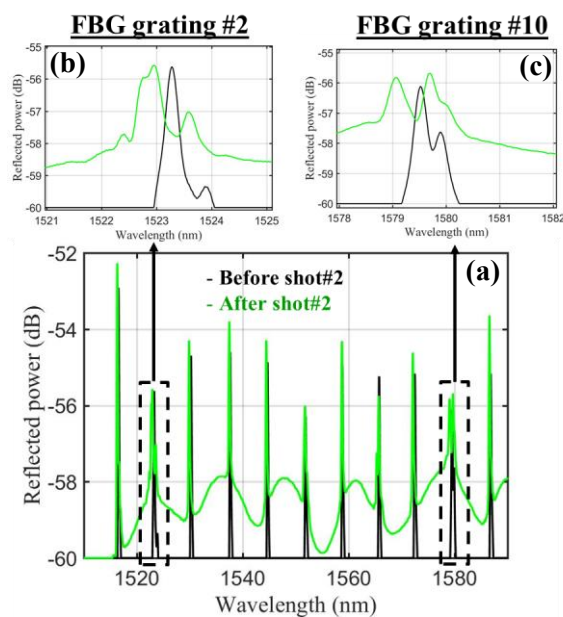 FBG grating #2
FBG grating #10
(b)
-55
-56
-57
-58
-59
-60
Reflected power (dB)
1521 1522 1523 1524 1525
Wavelength (nm)
(c)
-55
-56
-57
-58
-59
-60
Reflected power (dB)
1578 1579 1580 1581 1582
Wavelength (nm)
(a)
- Before shot#2
- After shot#2
-52
-54
-56
-58
-60
Reflected power (dB)
1520 1540 1560 1580
Wavelength (nm)